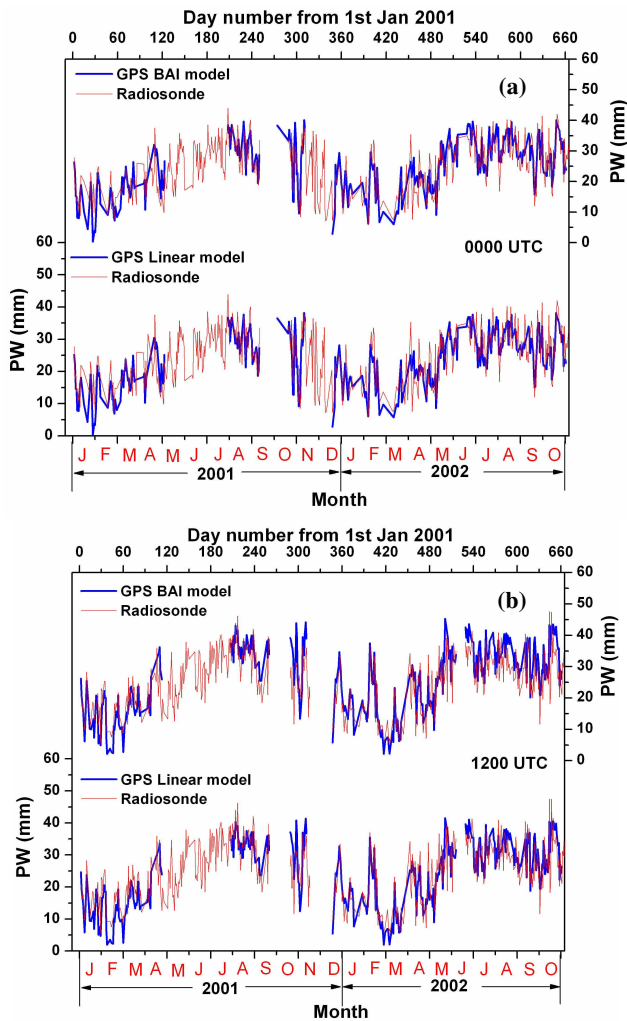 Day number from 1st Jan 2001
0 60 120 180 240 300 360 420 480 540 600 660
GPS BAI model
Radiosonde
(a)
60
50
40
30
20
10
0
PW (mm)
0000 UTC
GPS Linear model
Radiosonde
60
50
40
30
20
10
0
PW (mm)
J F M A M J J A S O N D J F M A M J J A S O
2001 2002
Month
Day number from 1st Jan 2001
0 60 120 180 240 300 360 420 480 540 600 660
GPS BAI model
Radiosonde
(b)
60
50
40
30
20
10
0
PW (mm)
1200 UTC
GPS Linear model
Radiosonde
60
50
40
30
20
10
0
PW (mm)
J F M A M J J A S O N D J F M A M J J A S O
2001 2002
Month